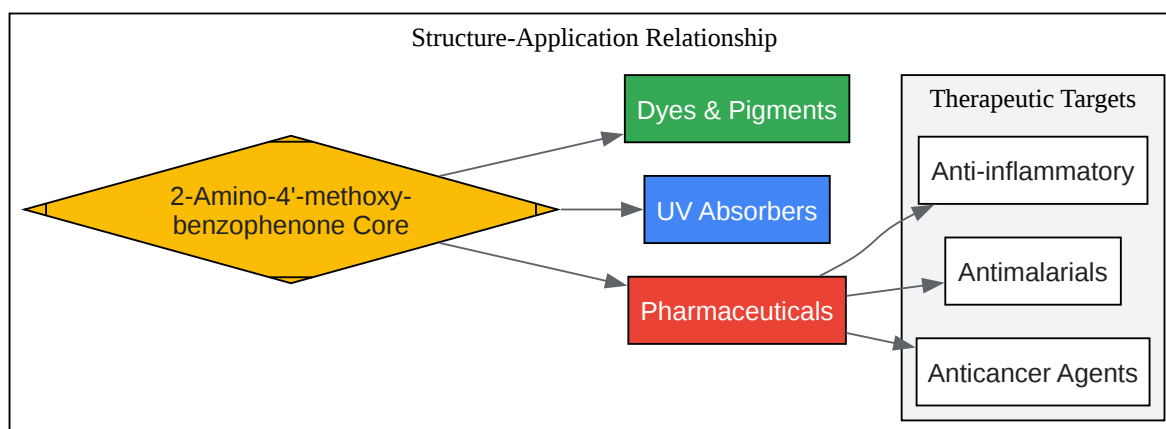 Structure-Application Relationship
2-Amino-4'-methoxy-
benzophenone Core
Dyes & Pigments
UV Absorbers
Pharmaceuticals
Therapeutic Targets
Anti-inflammatory
Antimalarials
Anticancer Agents